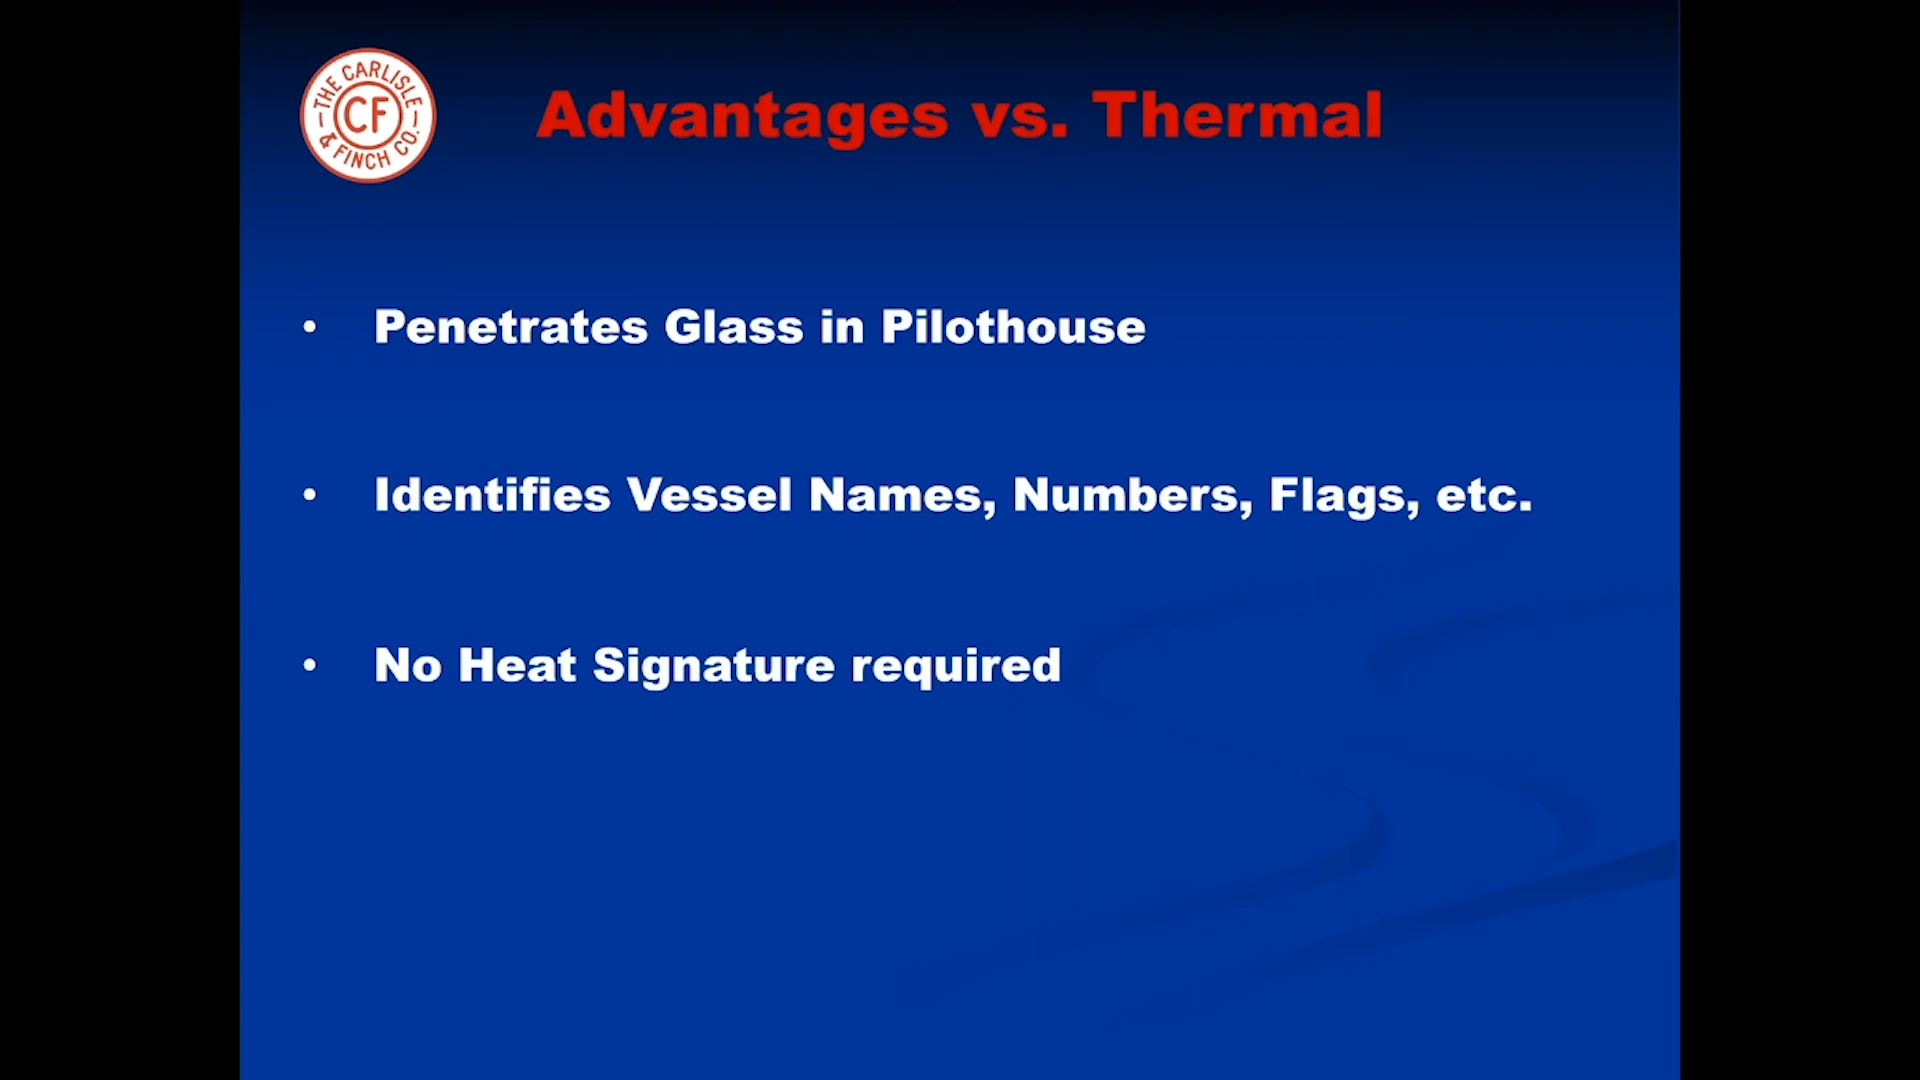 THE CARLISLE
CF
& FINCH CO.
Advantages vs. Thermal
• Penetrates Glass in Pilothouse
• Identifies Vessel Names, Numbers, Flags, etc.
• No Heat Signature required